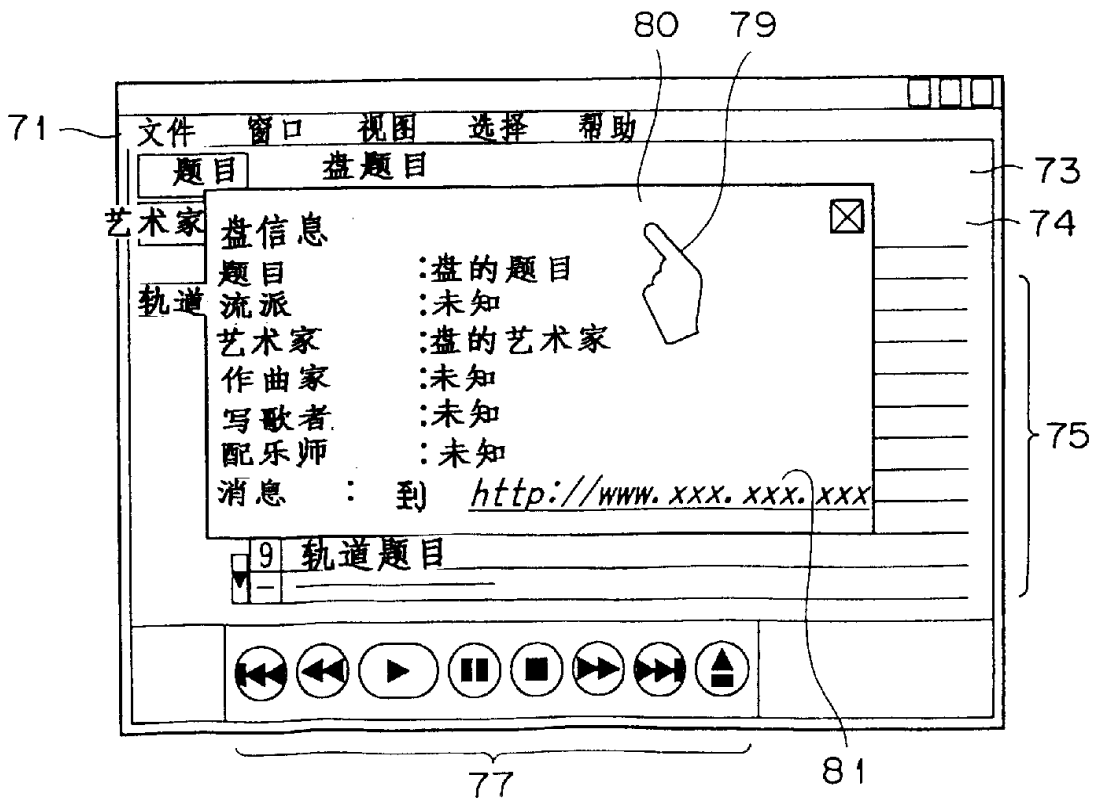 80 79
71
文件 窗口 视图 选择 帮助
题目 盘题目
73
艺术家
74
盘信息
题目 :盘的题目
轨道
流派 :未知
艺术家 :盘的艺术家
作曲家 :未知
写歌者 :未知
75
配乐师 :未知
消息 : 到 http://www.xxx.xxx.xxx
9 轨道题目
77
81